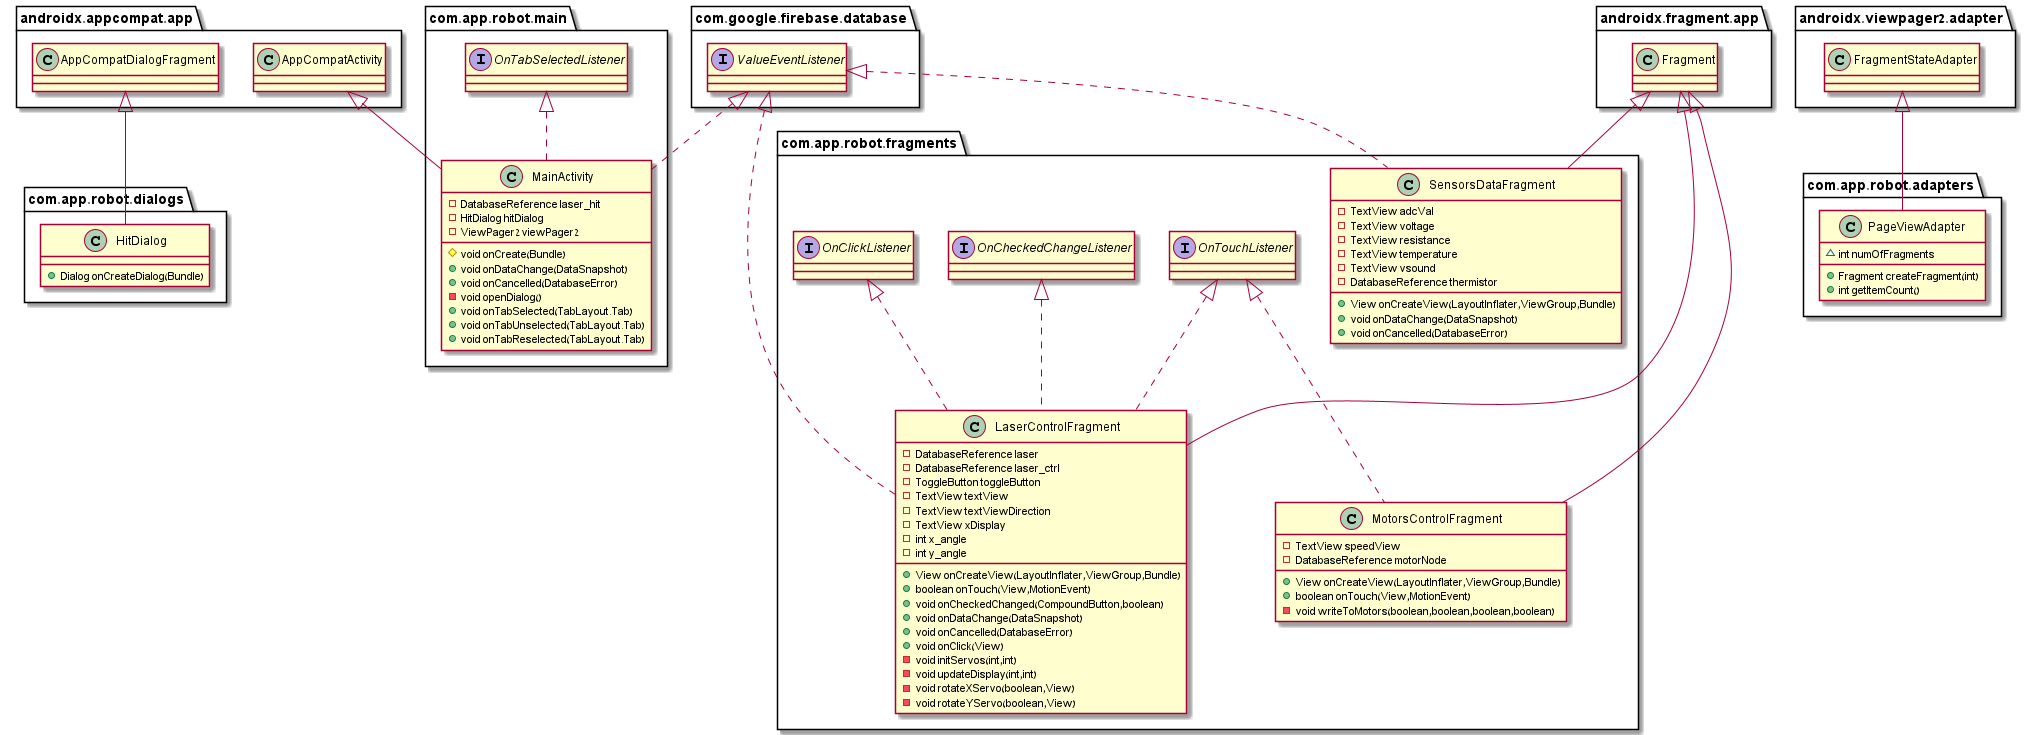 androidx.appcompat.app
C AppCompatDialogFragment
C AppCompatActivity
com.app.robot.main
I OnTabSelectedListener
com.google.firebase.database
I ValueEventListener
androidx.fragment.app
C Fragment
androidx.viewpager2.adapter
C FragmentStateAdapter
com.app.robot.dialogs
C HitDialog
Dialog onCreateDialog(Bundle)
C MainActivity
DatabaseReference laser_hit
HitDialog hitDialog
ViewPager2 viewPager2
void onCreate(Bundle)
void onDataChange(DataSnapshot)
void onCancelled(DatabaseError)
void openDialog()
void onTabSelected(TabLayout.Tab)
void onTabUnselected(TabLayout.Tab)
void onTabReselected(TabLayout.Tab)
com.app.robot.fragments
I OnClickListener
I OnCheckedChangeListener
I OnTouchListener
C SensorsDataFragment
TextView adcVal
TextView voltage
TextView resistance
TextView temperature
TextView vsound
DatabaseReference thermistor
View onCreateView(LayoutInflater,ViewGroup,Bundle)
void onDataChange(DataSnapshot)
void onCancelled(DatabaseError)
com.app.robot.adapters
C PageViewAdapter
int numOfFragments
Fragment createFragment(int)
int getItemCount()
C LaserControlFragment
DatabaseReference laser
DatabaseReference laser_ctrl
ToggleButton toggleButton
TextView textView
TextView textViewDirection
TextView xDisplay
int x_angle
int y_angle
View onCreateView(LayoutInflater,ViewGroup,Bundle)
boolean onTouch(View,MotionEvent)
void onCheckedChanged(CompoundButton,boolean)
void onDataChange(DataSnapshot)
void onCancelled(DatabaseError)
void onClick(View)
void initServos(int,int)
void updateDisplay(int,int)
void rotateXServo(boolean,View)
void rotateYServo(boolean,View)
C MotorsControlFragment
TextView speedView
DatabaseReference motorNode
View onCreateView(LayoutInflater,ViewGroup,Bundle)
boolean onTouch(View,MotionEvent)
void writeToMotors(boolean,boolean,boolean,boolean)